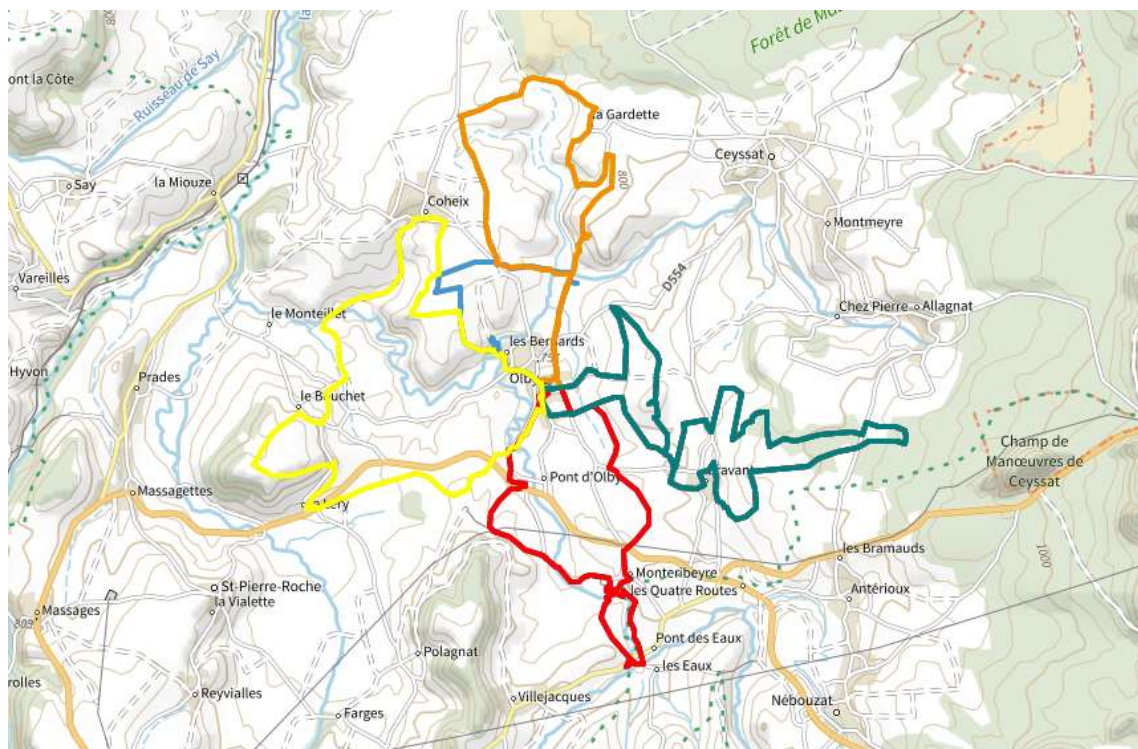 Forêt de
ont la Côte
Ruisseau de Say
la Gardette
Ceyssat
Say
la Miouze
800
Coheix
Montmeyre
Vareilles
D554
Chez Pierre
Allagnat
le Monteillet
les Bernards
Hyvon
Prades
Olby
le Bouchet
Champ de
Manœuvres de
Ceyssat
Massagettes
Pont d'Olby
1000
les Bramauds
Monteribeyre
St-Pierre-Roche
les Quatre Routes
Antérioux
la Vialette
Massages
809
Pont des Eaux
Polagnat
les Eaux
rolles
Reyvialles
Villejacques
Nébouzat
Farges